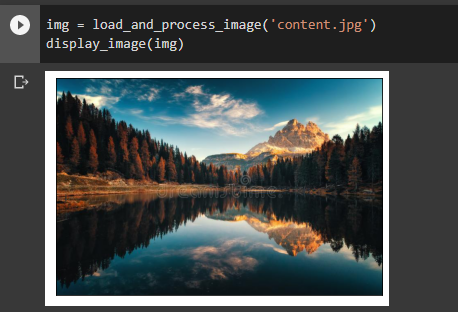 img = load_and_process_image('content.jpg')
display_image(img)